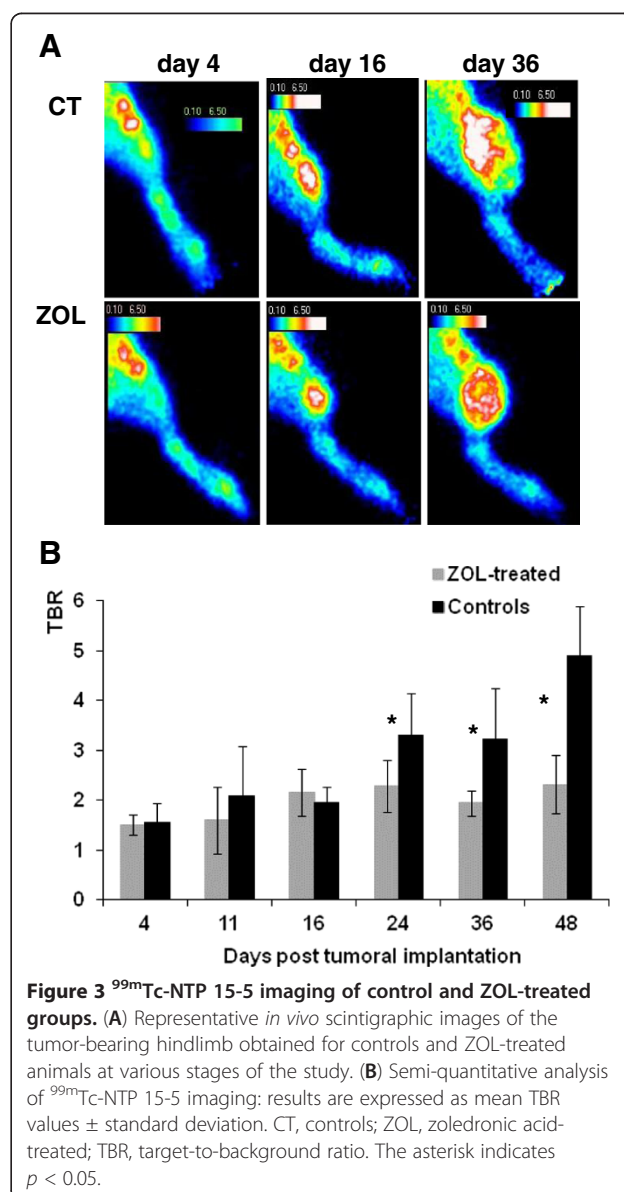 A
day 4 day 16 day 36
CT
0.10 6.50
0.10 6.50
0.10 6.50
ZOL
0.10 6.50
0.10 6.50
0.10 6.50
B
ZOL-treated
Controls
TBR
6
5
4
3
2
1
0
* * *
4 11 16 24 36 48
Days post tumoral implantation
Figure 3 99mTc-NTP 15-5 imaging of control and ZOL-treated
groups. (A) Representative in vivo scintigraphic images of the
tumor-bearing hindlimb obtained for controls and ZOL-treated
animals at various stages of the study. (B) Semi-quantitative analysis
of 99mTc-NTP 15-5 imaging: results are expressed as mean TBR
values ± standard deviation. CT, controls; ZOL, zoledronic acid-
treated; TBR, target-to-background ratio. The asterisk indicates
p < 0.05.